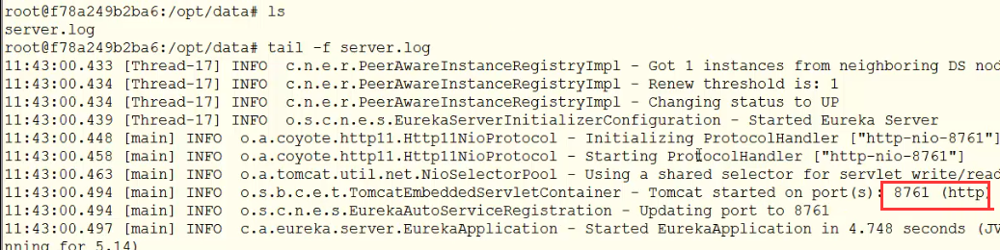 root@f78a249b2ba6:/opt/data# ls
server.log
root@f78a249b2ba6:/opt/data# tail -f server.log
11:43:00.433 [Thread-17] INFO  c.n.e.r.PeerAwareInstanceRegistryImpl - Got 1 instances from neighboring DS nod
11:43:00.434 [Thread-17] INFO  c.n.e.r.PeerAwareInstanceRegistryImpl - Renew threshold is: 1
11:43:00.434 [Thread-17] INFO  c.n.e.r.PeerAwareInstanceRegistryImpl - Changing status to UP
11:43:00.439 [Thread-17] INFO  o.s.c.n.e.s.EurekaServerInitializerConfiguration - Started Eureka Server
11:43:00.448 [main] INFO  o.a.coyote.http11.Http11NioProtocol - Initializing ProtocolHandler ["http-nio-8761"]
11:43:00.458 [main] INFO  o.a.coyote.http11.Http11NioProtocol - Starting ProtocolHandler ["http-nio-8761"]
11:43:00.463 [main] INFO  o.a.tomcat.util.net.NioSelectorPool - Using a shared selector for servlet write/read
11:43:00.494 [main] INFO  o.s.b.c.e.t.TomcatEmbeddedServletContainer - Tomcat started on port(s): 8761 (http)
11:43:00.494 [main] INFO  o.s.c.n.e.s.EurekaAutoServiceRegistration - Updating port to 8761
11:43:00.497 [main] INFO  c.a.eureka.server.EurekaApplication - Started EurekaApplication in 4.748 seconds (JV
nning for 5.14)